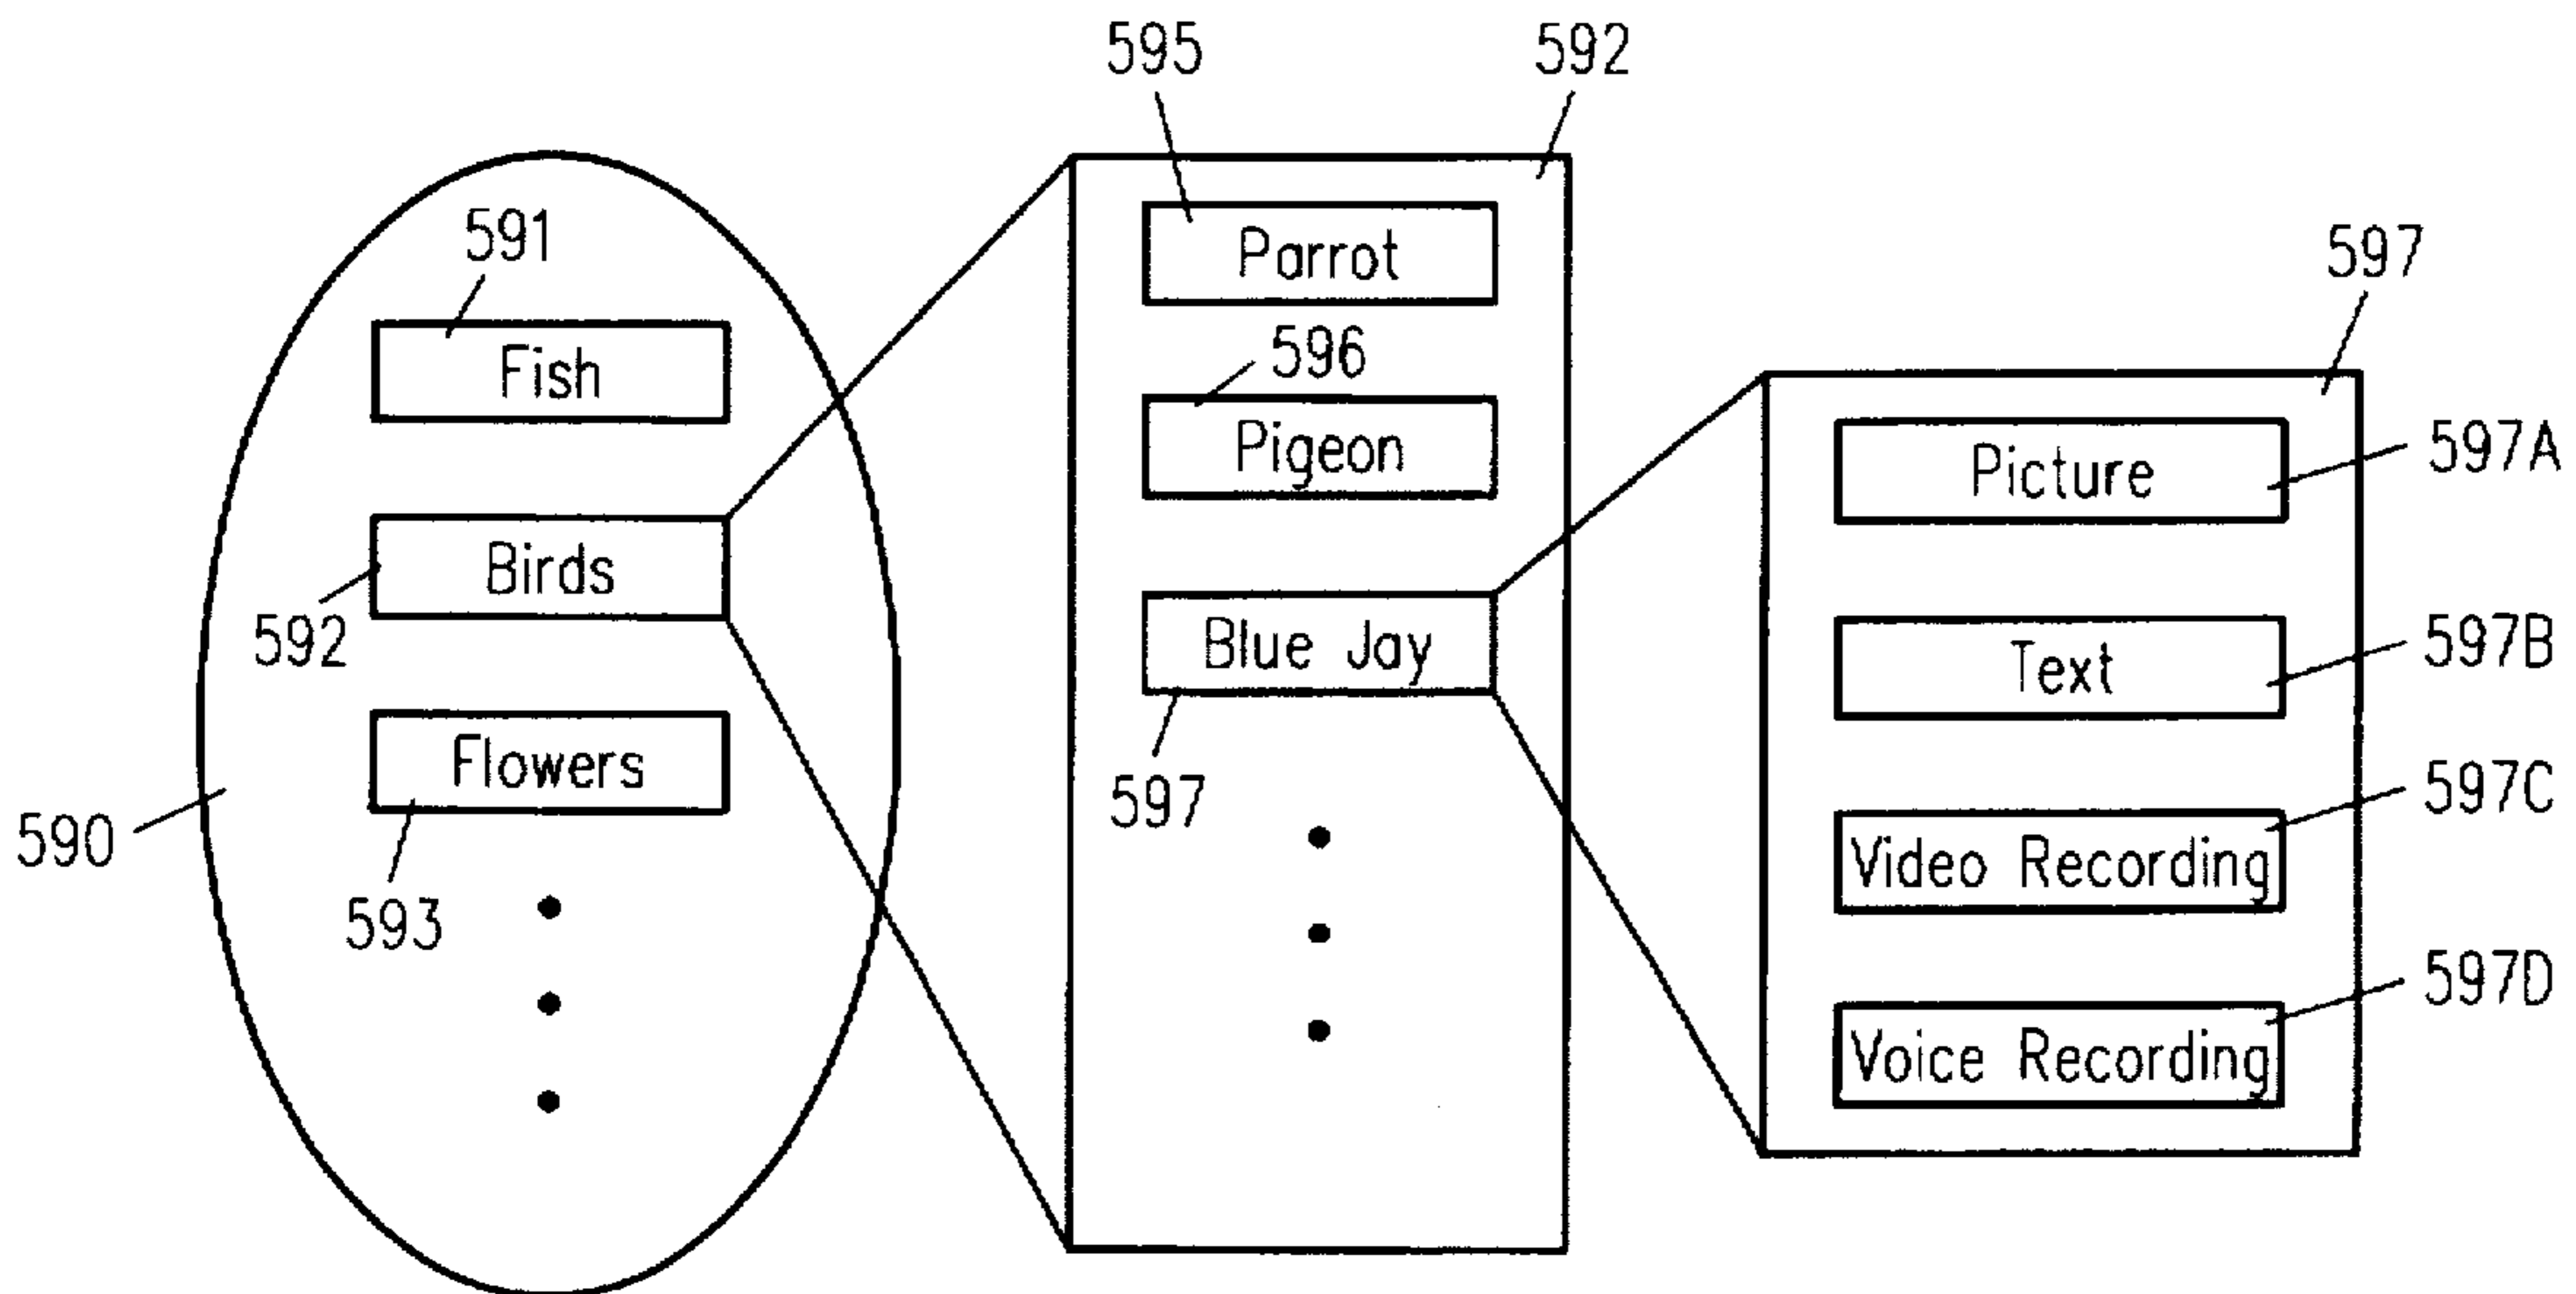 595
592
Parrot
591
597
Fish
596
Pigeon
Picture
597A
Birds
592
Blue Jay
Text
597B
Flowers
597
590
593
Video Recording
597C
Voice Recording
597D